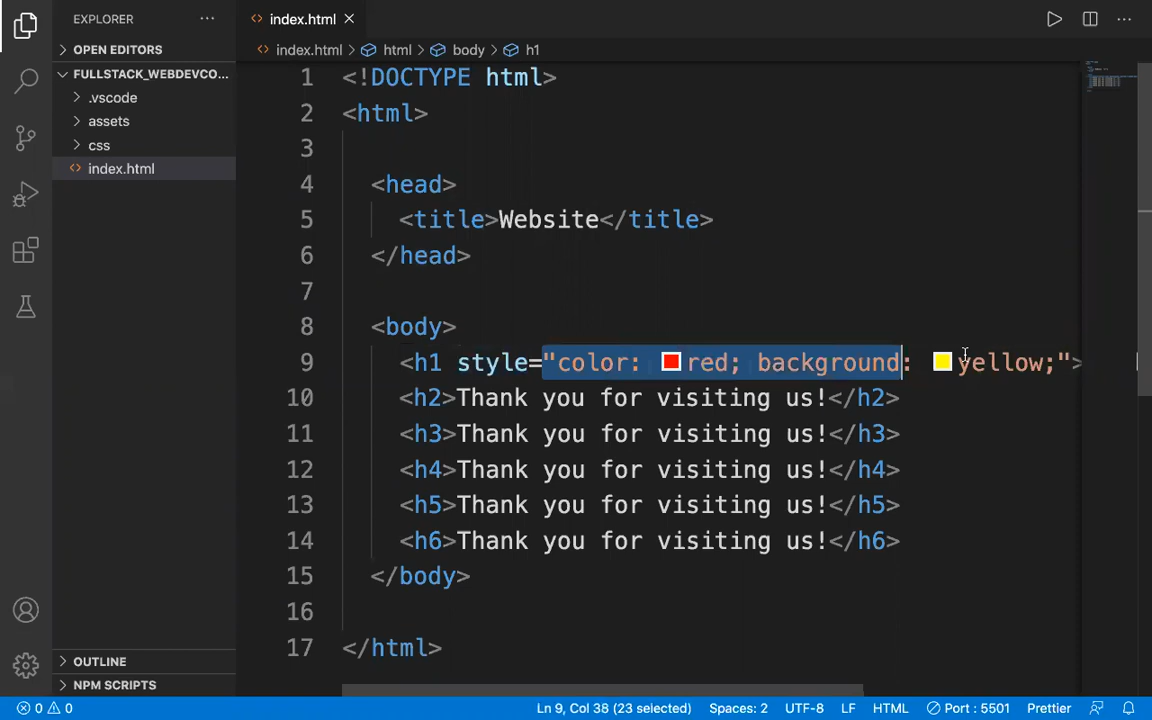 EXPLORER
OPEN EDITORS
FULLSTACK_WEBDEVCO...
.vscode
assets
css
index.html
index.html
index.html > html > body > h1
1 <!DOCTYPE html>
2 <html>
3
4 <head>
5 <title>Website</title>
6 </head>
7
8 <body>
9 <h1 style="color: red; background: yellow;">
10 <h2>Thank you for visiting us!</h2>
11 <h3>Thank you for visiting us!</h3>
12 <h4>Thank you for visiting us!</h4>
13 <h5>Thank you for visiting us!</h5>
14 <h6>Thank you for visiting us!</h6>
15 </body>
16
17 </html>
OUTLINE
NPM SCRIPTS
0 0 Ln 9, Col 38 (23 selected) Spaces: 2 UTF-8 LF HTML Port : 5501 Prettier